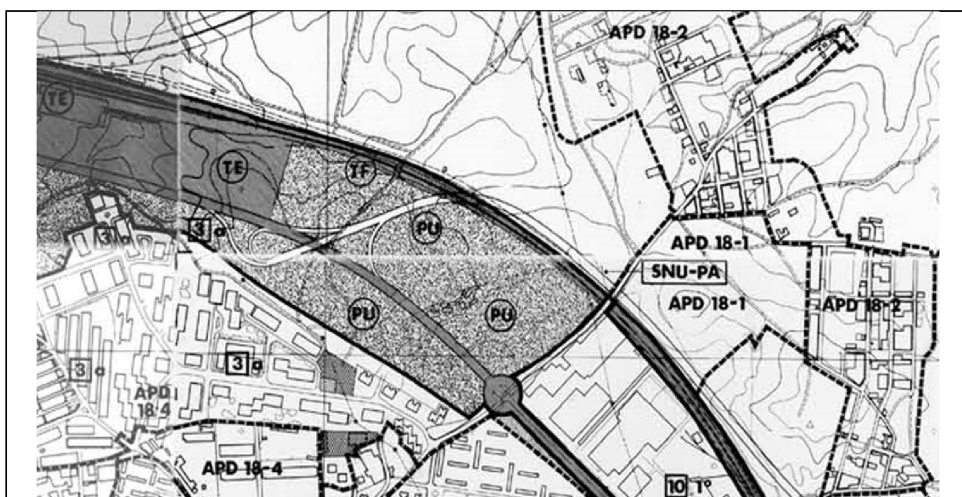 APD 18-2
TE
TE
TF
3 a
3 a
PU
APD 18-1
SNU-PA
APD 18-1
APD 18-2
PU
PU
3 a
3 a
APD
18-4
APD 18-4
10 1º